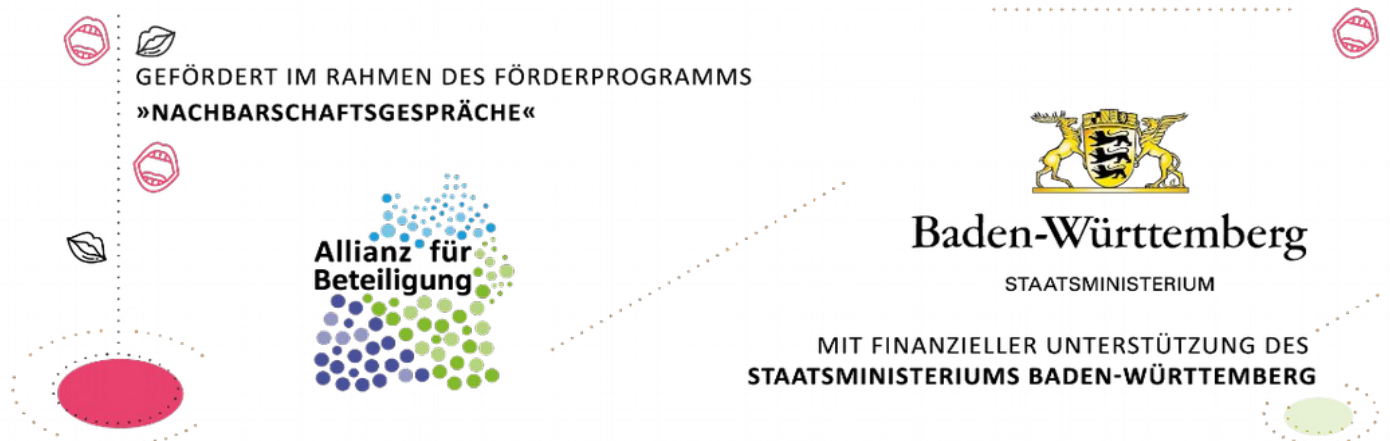 GEFÖRDERT IM RAHMEN DES FÖRDERPROGRAMMS
»NACHBARSCHAFTSGESPRÄCHE«
Allianz für
Beteiligung
Baden-Württemberg
STAATSMINISTERIUM
MIT FINANZIELLER UNTERSTÜTZUNG DES
STAATSMINISTERIUMS BADEN-WÜRTTEMBERG